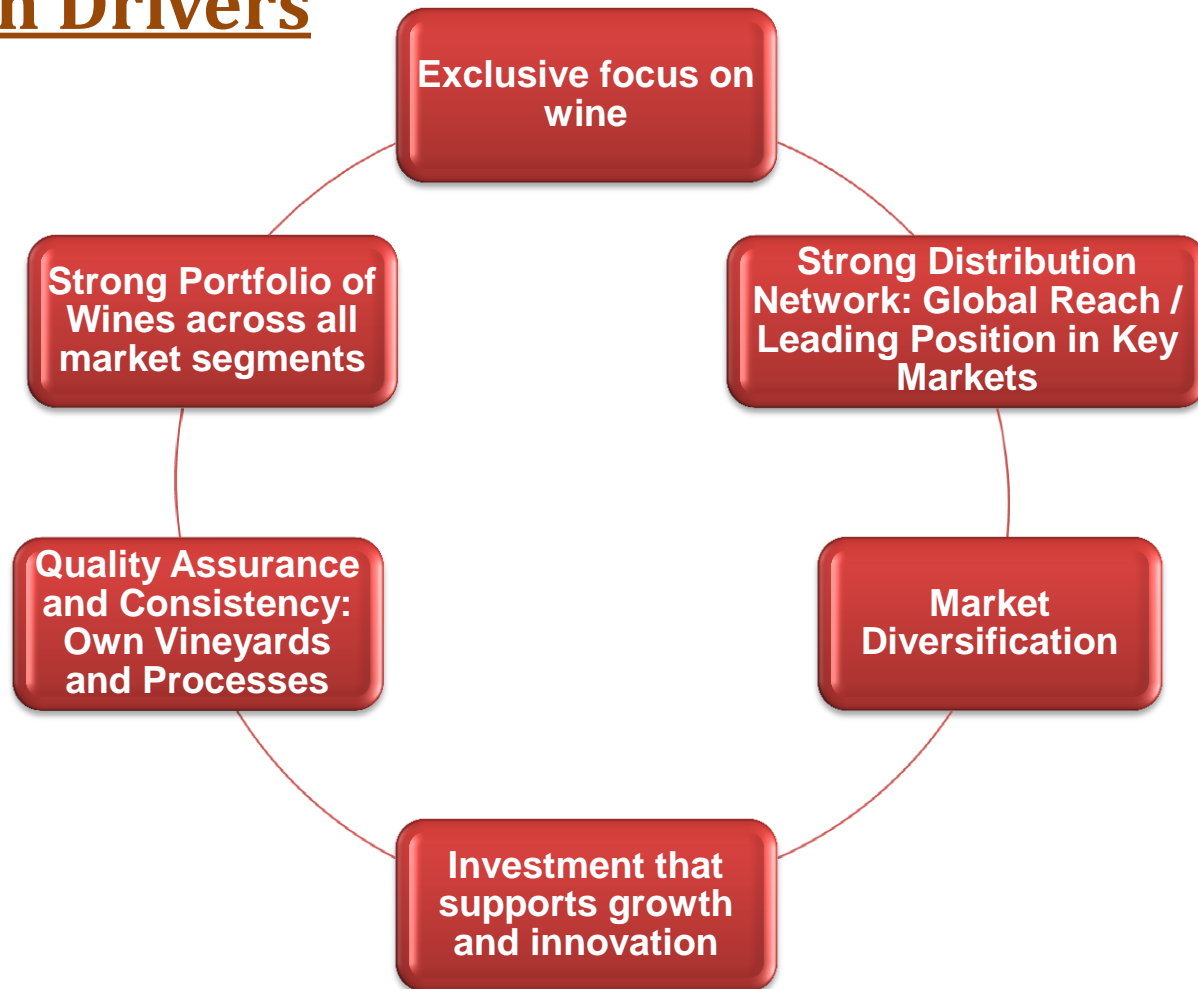 Drivers
Exclusive focus on
wine
Strong Distribution
Network: Global Reach /
Leading Position in Key
Markets
Market
Diversification
Investment that
supports growth
and innovation
Quality Assurance
and Consistency:
Own Vineyards
and Processes
Strong Portfolio of
Wines across all
market segments